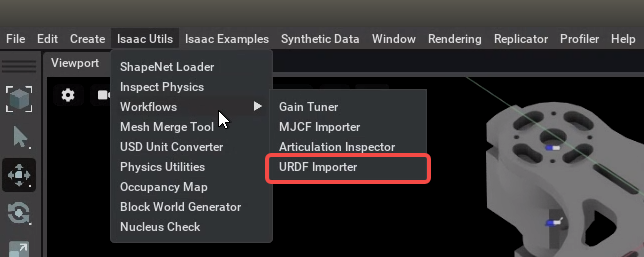 File Edit Create Isaac Utils Isaac Examples Synthetic Data Window Rendering Replicator Profiler Help
Viewport
ShapeNet Loader
Inspect Physics
Workflows
Mesh Merge Tool
USD Unit Converter
Physics Utilities
Occupancy Map
Block World Generator
Nucleus Check
Gain Tuner
MJCF Importer
Articulation Inspector
URDF Importer